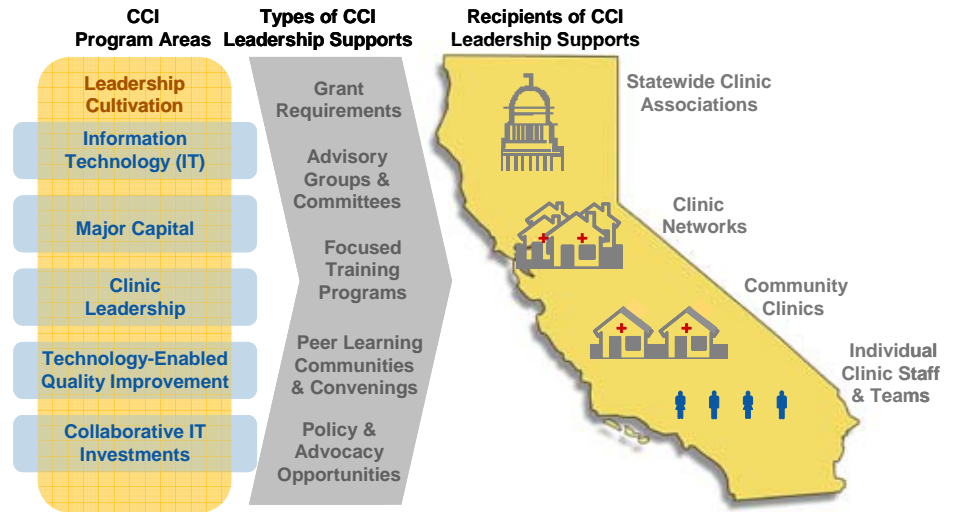 CCI
Program Areas
Types of CCI
Leadership Supports
Recipients of CCI
Leadership Supports
Leadership
Cultivation
Information
Technology (IT)
Major Capital
Clinic
Leadership
Technology-Enabled
Quality Improvement
Collaborative IT
Investments
Grant
Requirements
Advisory
Groups &
Committees
Focused
Training
Programs
Peer Learning
Communities
& Convenings
Policy &
Advocacy
Opportunities
Statewide Clinic
Associations
Clinic
Networks
Community
Clinics
Individual
Clinic Staff
& Teams